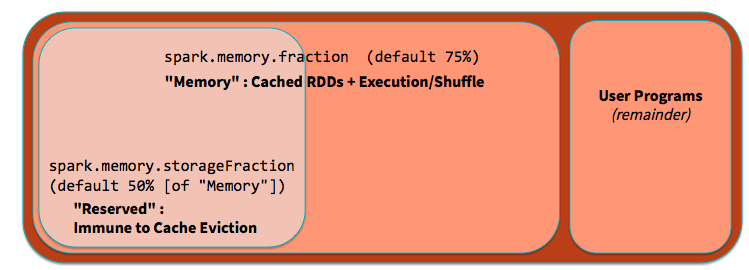 spark.memory.fraction (default 75%)
"Memory" : Cached RDDs + Execution/Shuffle
User Programs
(remainder)
spark.memory.storageFraction
(default 50% [of "Memory"])
"Reserved" :
Immune to Cache Eviction